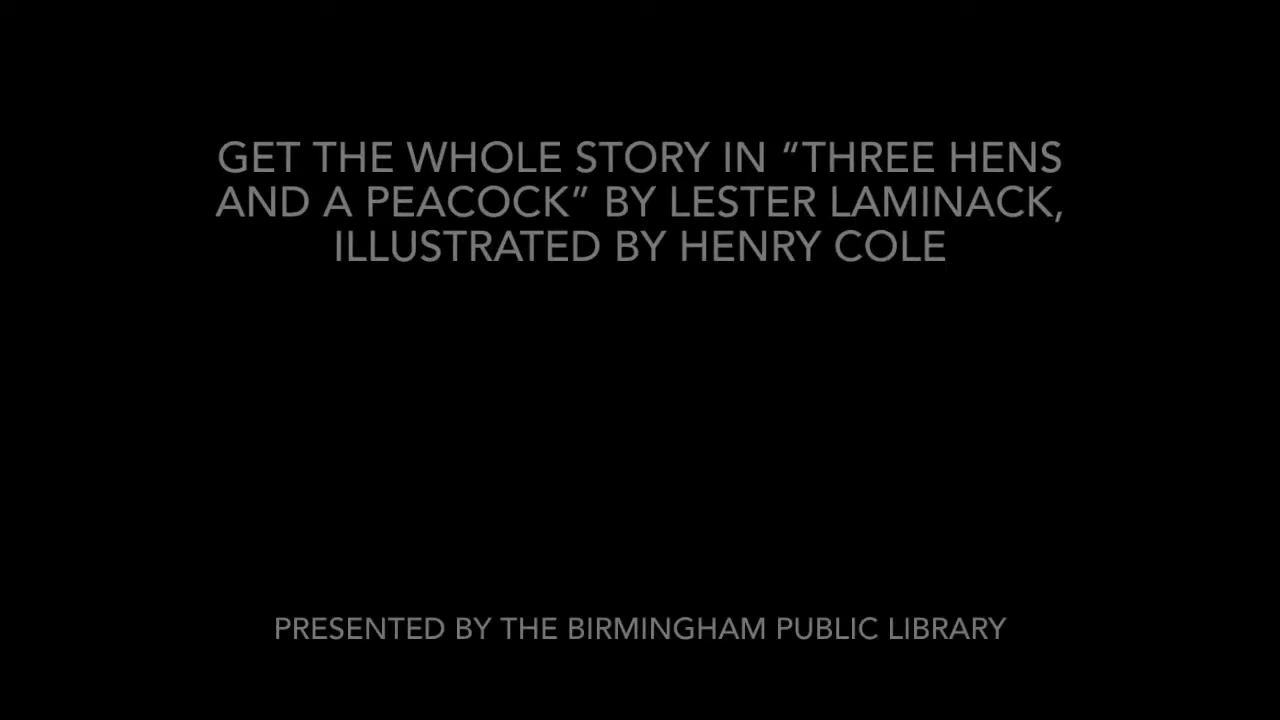 GET THE WHOLE STORY IN “THREE HENS
AND A PEACOCK” BY LESTER LAMINACK,
ILLUSTRATED BY HENRY COLE
PRESENTED BY THE BIRMINGHAM PUBLIC LIBRARY